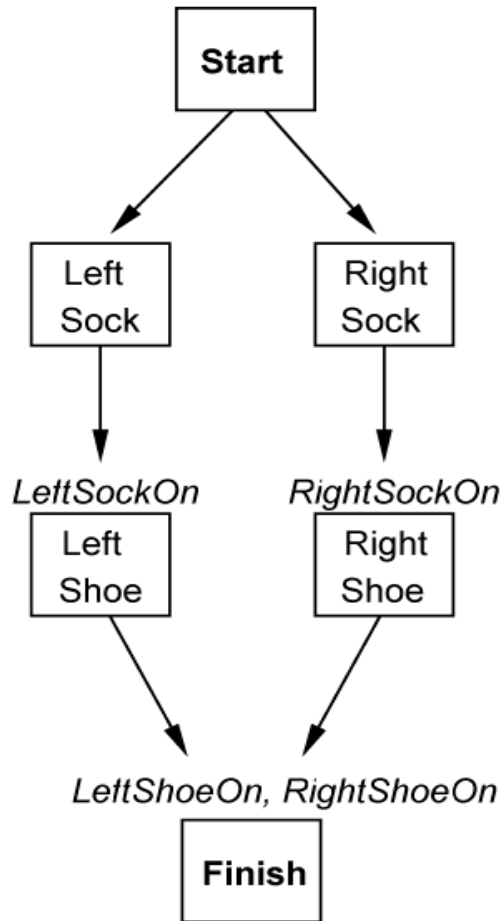 Start
Left Right
Sock Sock
LeftSockOn RightSockOn
Left Right
Shoe Shoe
LeftShoeOn, RightShoeOn
Finish